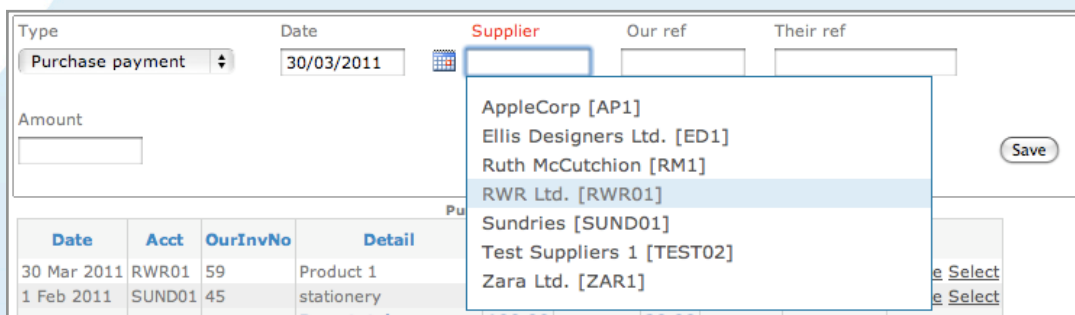 Type Date Supplier Our ref Their ref
Purchase payment 30/03/2011
AppleCorp [AP1]
Amount
Ellis Designers Ltd. [ED1]
Ruth McCutchion [RM1]
Save
RWR Ltd. [RWR01]
Sundries [SUND01]
Test Suppliers 1 [TEST02]
Zara Ltd. [ZAR1]
Date Acct OurInvNo Detail
30 Mar 2011 RWR01 59 Product 1 Select
1 Feb 2011 SUND01 45 stationery Select